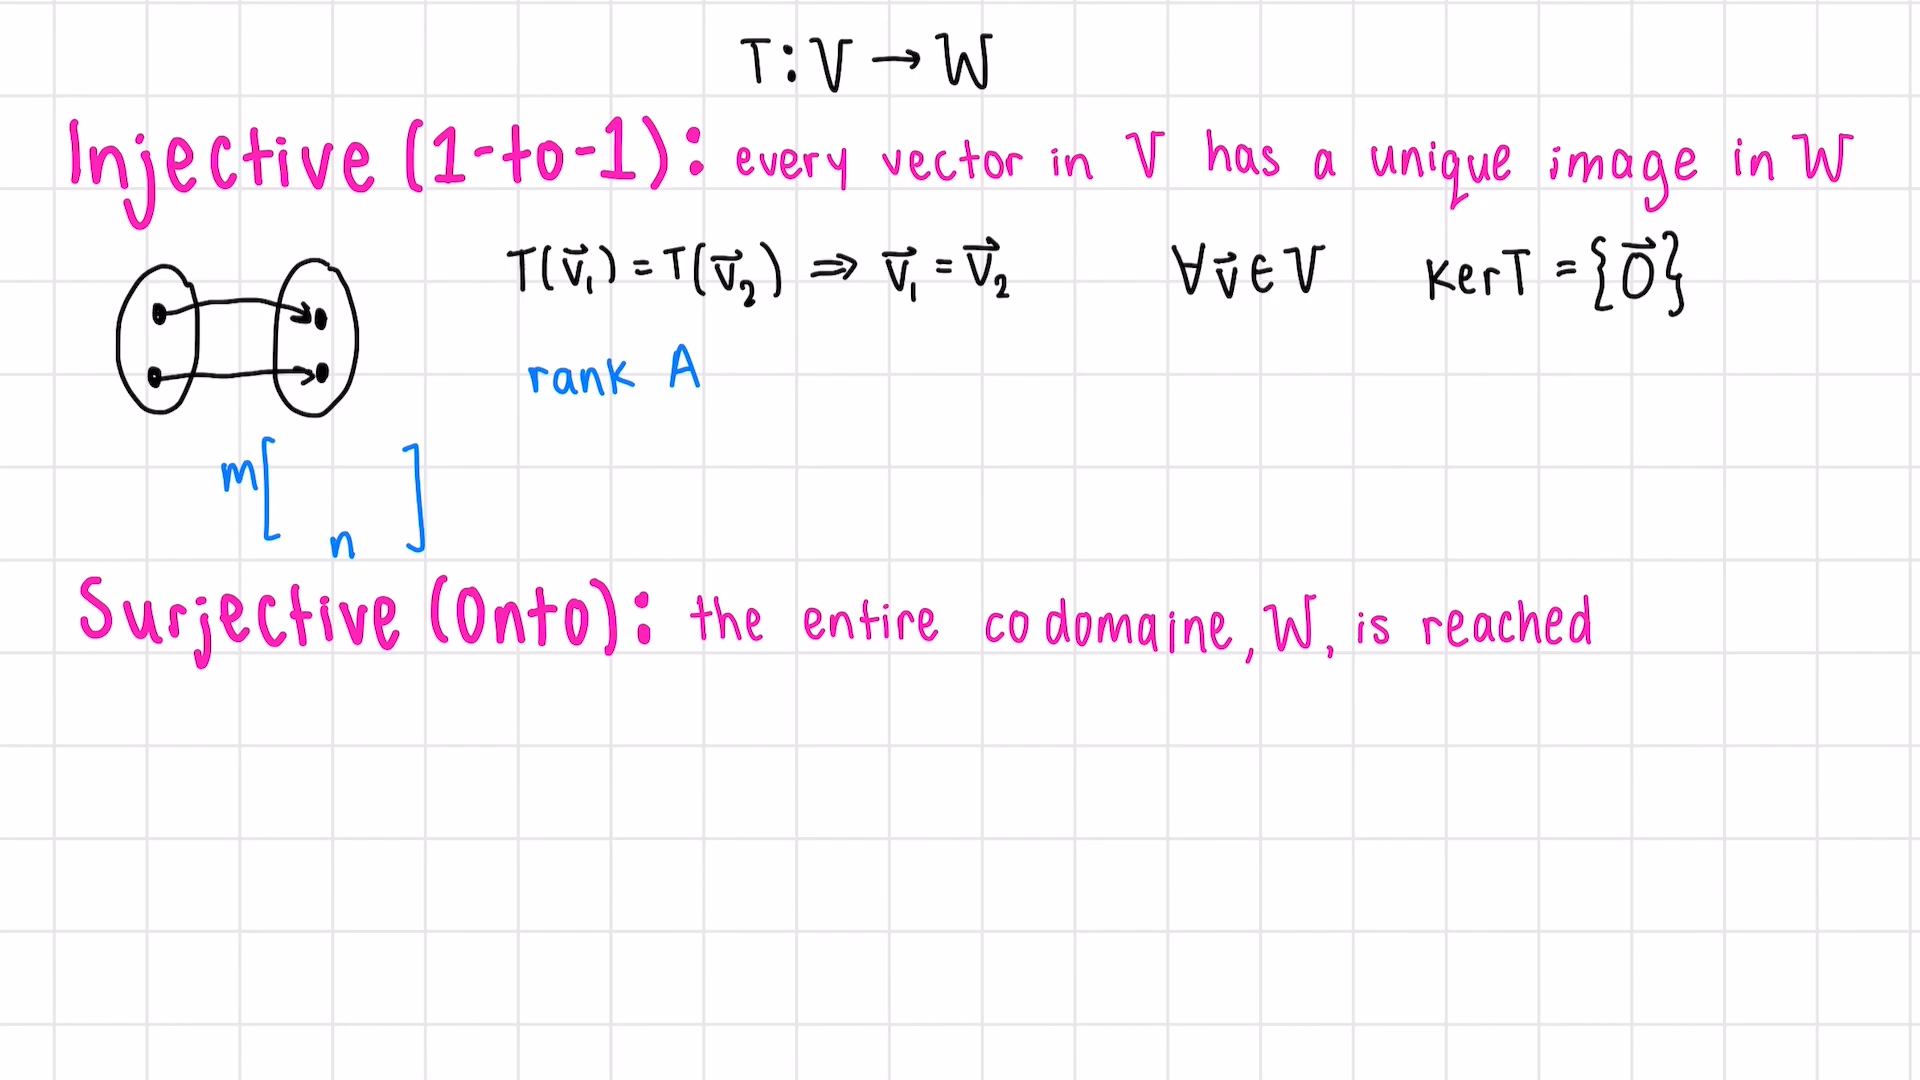 T: V → W
Injective (1-to-1): every vector in V has a unique image in W
T(v⃗₁) = T(v⃗₂) ⇒ v⃗₁ = v⃗₂ ∀v⃗ ∈ V ker T = {0⃗}
rank A
m[ ]
n
Surjective (Onto): the entire codomaine, W, is reached